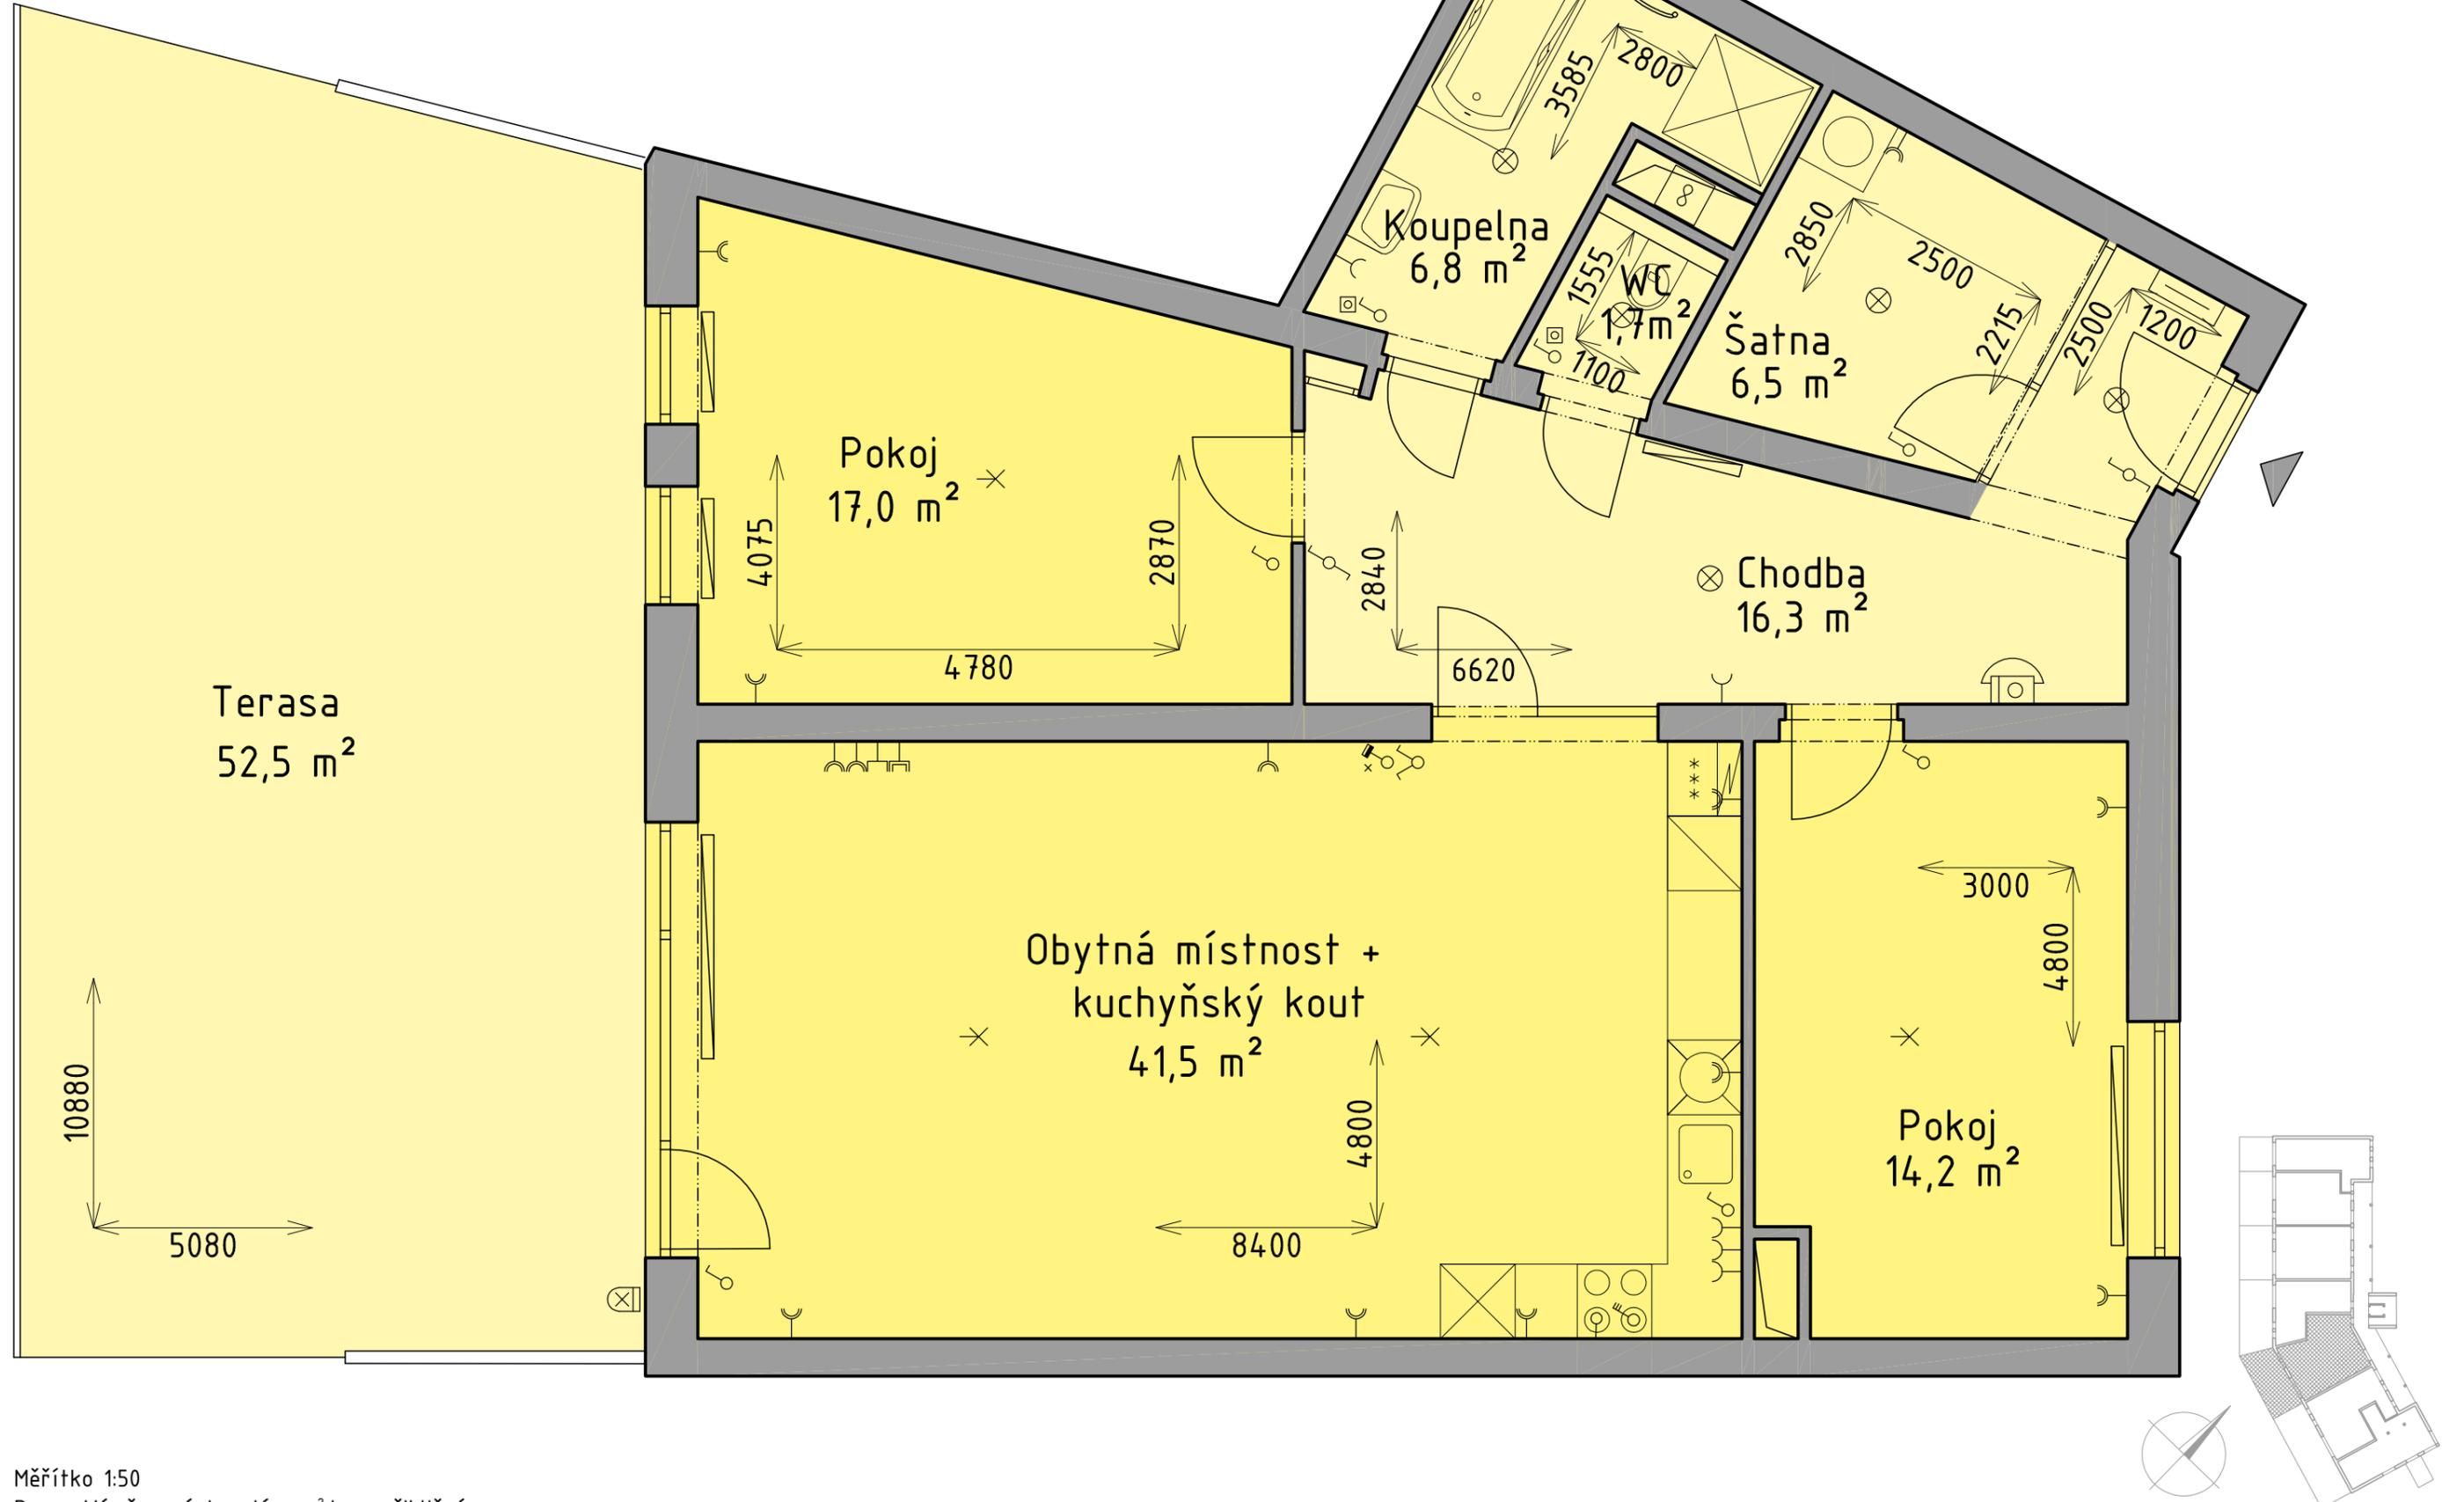 3585
2800
Koupelna
6,8 m²
1555
WC
1,7m²
1100
2850
2500
Šatna
6,5 m²
2215
2500
1200
Pokoj
17,0 m²
4075
2870
4780
2840
6620
Chodba
16,3 m²
Terasa
52,5 m²
10880
5080
Obytná místnost +
kuchyňský kout
41,5 m²
4800
8400
3000
4800
Pokoj
14,2 m²
Měřítko 1:50